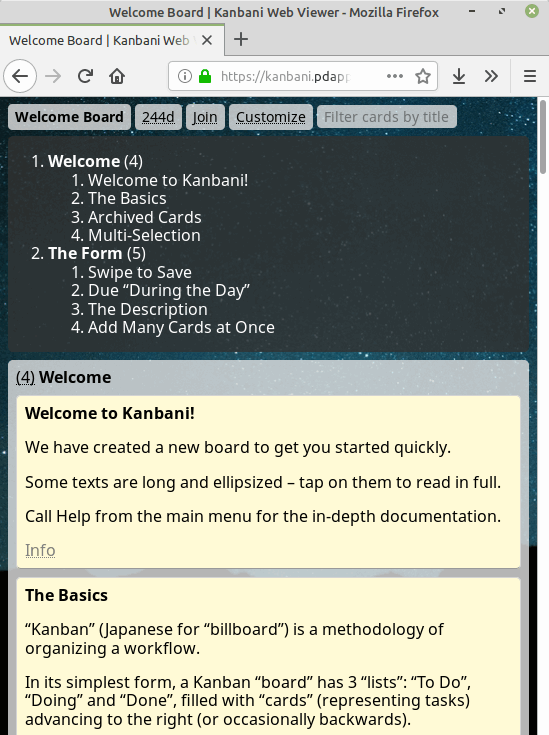 Welcome Board | Kanbani Web Viewer - Mozilla Firefox
Welcome Board | Kanbani Web
https://kanbani.pdapp
Welcome Board 244d Join Customize Filter cards by title
1. Welcome (4)
1. Welcome to Kanbani!
2. The Basics
3. Archived Cards
4. Multi-Selection
2. The Form (5)
1. Swipe to Save
2. Due “During the Day”
3. The Description
4. Add Many Cards at Once
(4) Welcome
Welcome to Kanbani!
We have created a new board to get you started quickly.
Some texts are long and ellipsized – tap on them to read in full.
Call Help from the main menu for the in-depth documentation.
Info
The Basics
“Kanban” (Japanese for “billboard”) is a methodology of
organizing a workflow.
In its simplest form, a Kanban “board” has 3 “lists”: “To Do”,
“Doing” and “Done”, filled with “cards” (representing tasks)
advancing to the right (or occasionally backwards).